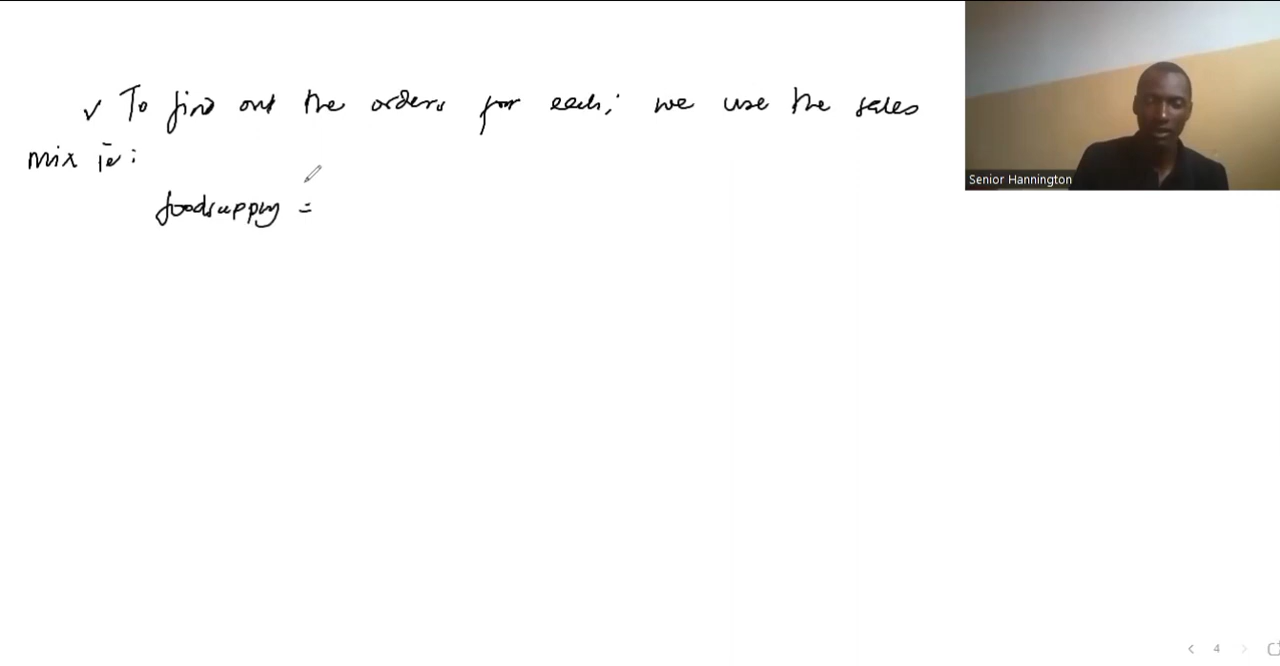 ✓ To find out the orders for each; we use the sales
mix ie:
foodsupply =
Senior Hannington
4